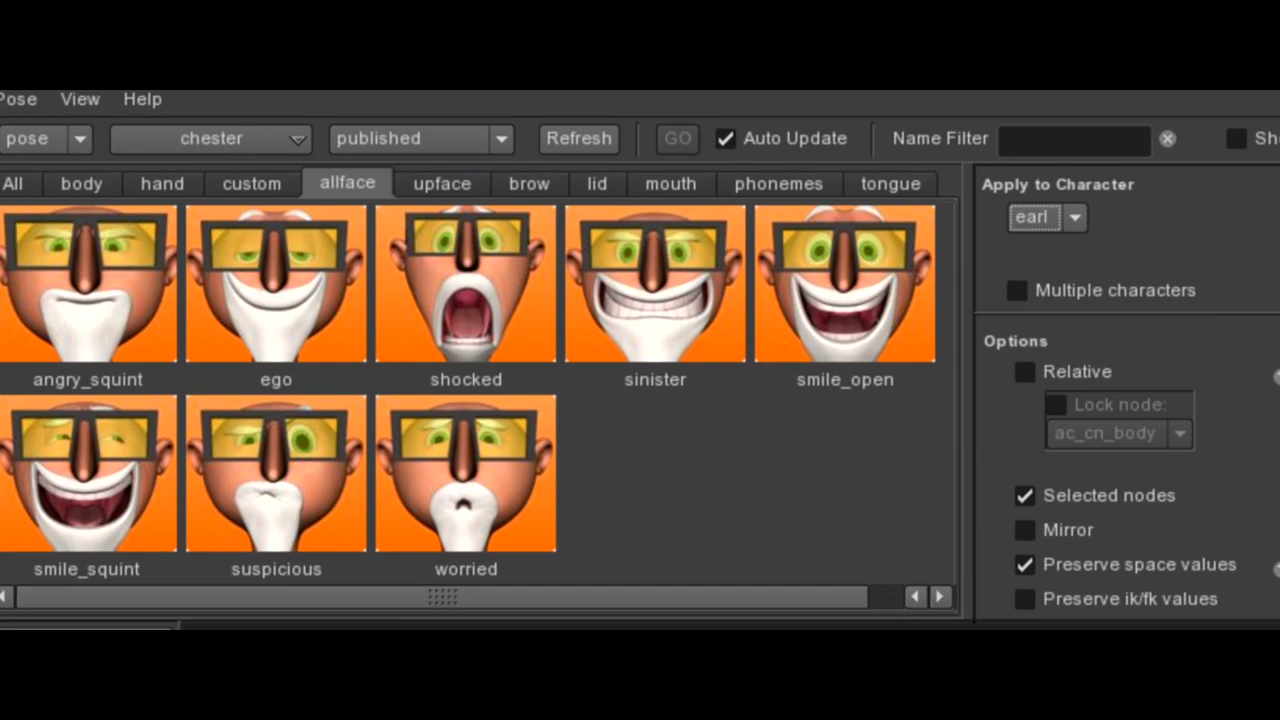 Pose View Help
pose chester published Refresh GO Auto Update Name Filter Sh
All body hand custom allface upface brow lid mouth phonemes tongue
Apply to Character
earl
Multiple characters
angry_squint ego shocked sinister smile_open
Options
Relative
Lock node:
ac_cn_body
Selected nodes
Mirror
smile_squint suspicious worried
Preserve space values
Preserve ik/fk values